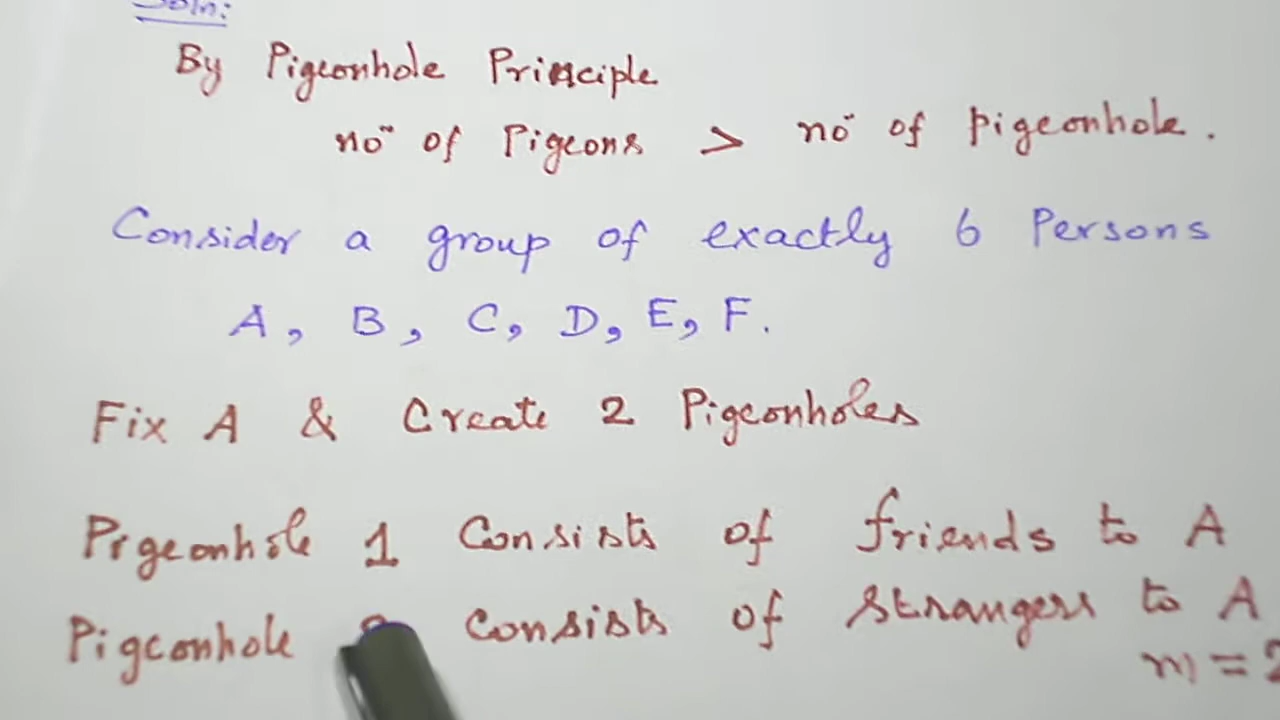 Soln:
By Pigeonhole Principle
no of Pigeons > no of pigeonhole.
Consider a group of exactly 6 Persons
A, B, C, D, E, F.
Fix A & Create 2 Pigeonholes
Pigeonhole 1 Consists of friends to A
Pigeonhole Consists of strangers to A
m = 2